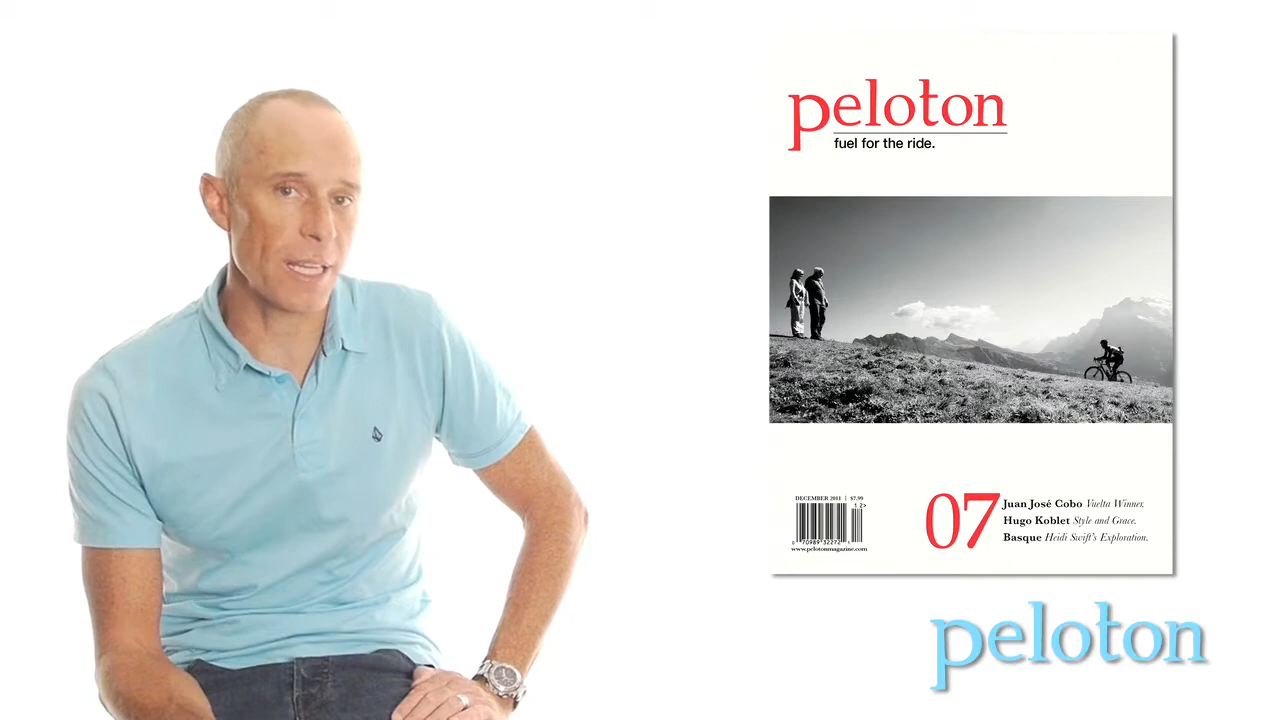 peloton
fuel for the ride.
DECEMBER 2011 | $7.99
07
Juan José Cobo Vuelta Winner.
Hugo Koblet Style and Grace.
Basque Heidi Swift's Exploration.
www.pelotonmagazine.com
peloton